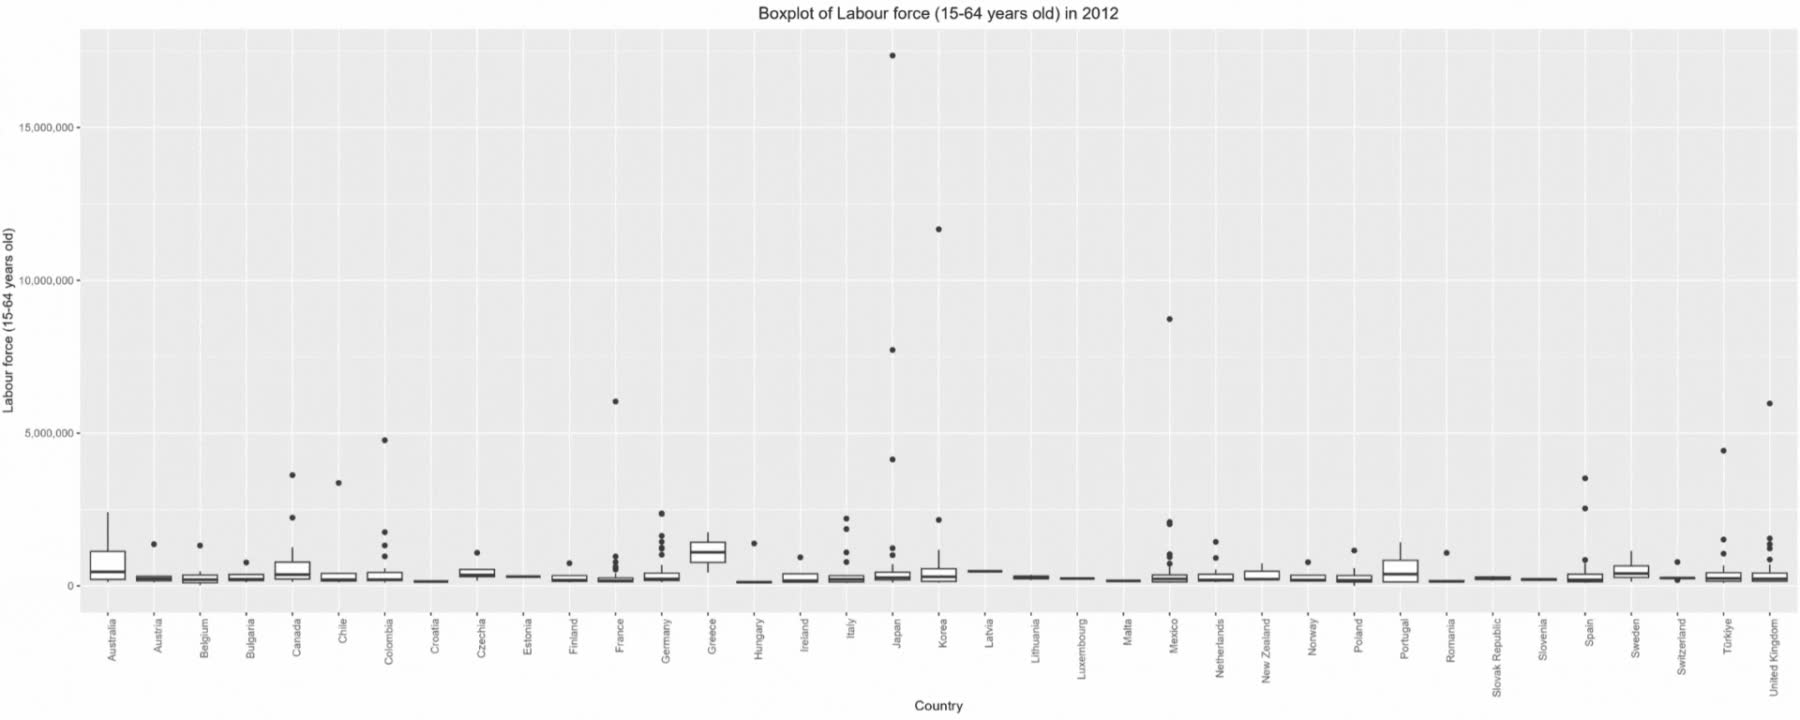 Boxplot of Labour force (15-64 years old) in 2012
Labour force (15-64 years old)
15,000,000
10,000,000
5,000,000
0
Australia
Austria
Belgium
Bulgaria
Canada
Chile
Colombia
Croatia
Czechia
Estonia
Finland
France
Germany
Greece
Hungary
Ireland
Italy
Japan
Korea
Latvia
Lithuania
Luxembourg
Malta
Mexico
Netherlands
New Zealand
Norway
Poland
Portugal
Romania
Slovak Republic
Slovenia
Spain
Sweden
Switzerland
Türkiye
United Kingdom
Country